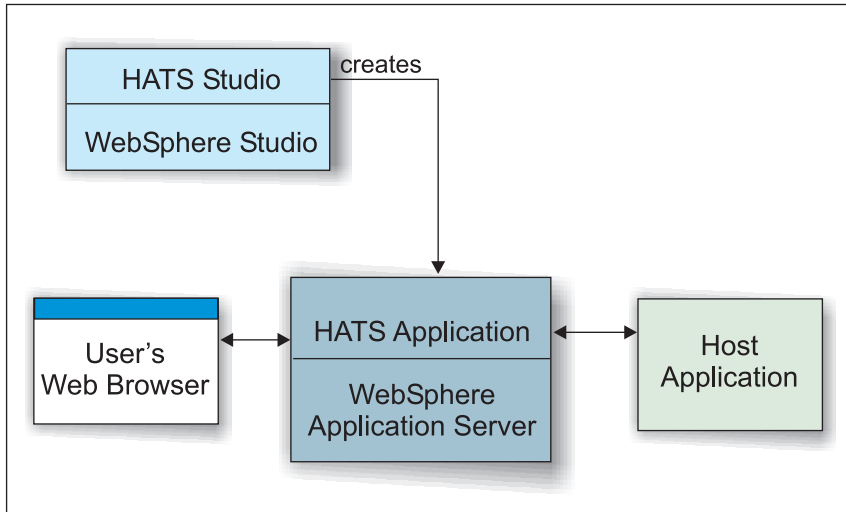 HATS Studio
creates
WebSphere Studio
User's
Web Browser
HATS Application
WebSphere
Application Server
Host
Application